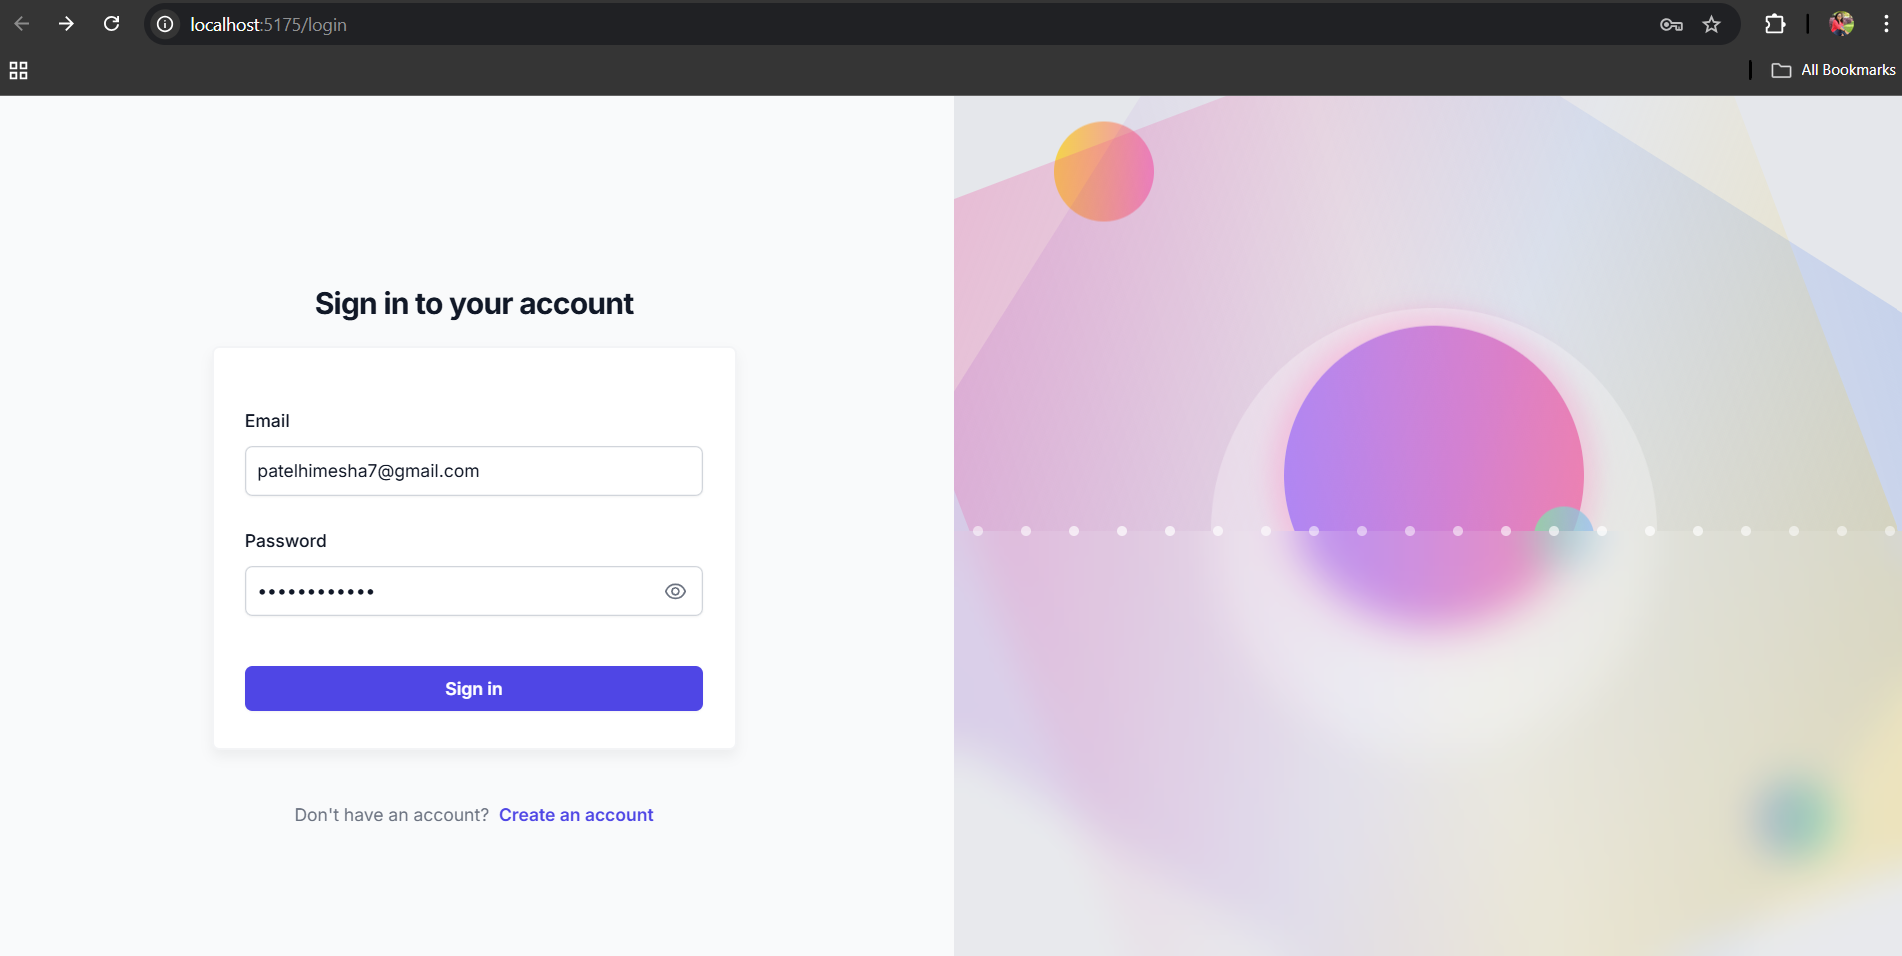 localhost:5175/login
All Bookmarks
Sign in to your account
Email
patelhimesha7@gmail.com
Password
••••••••••••
Sign in
Don't have an account? Create an account